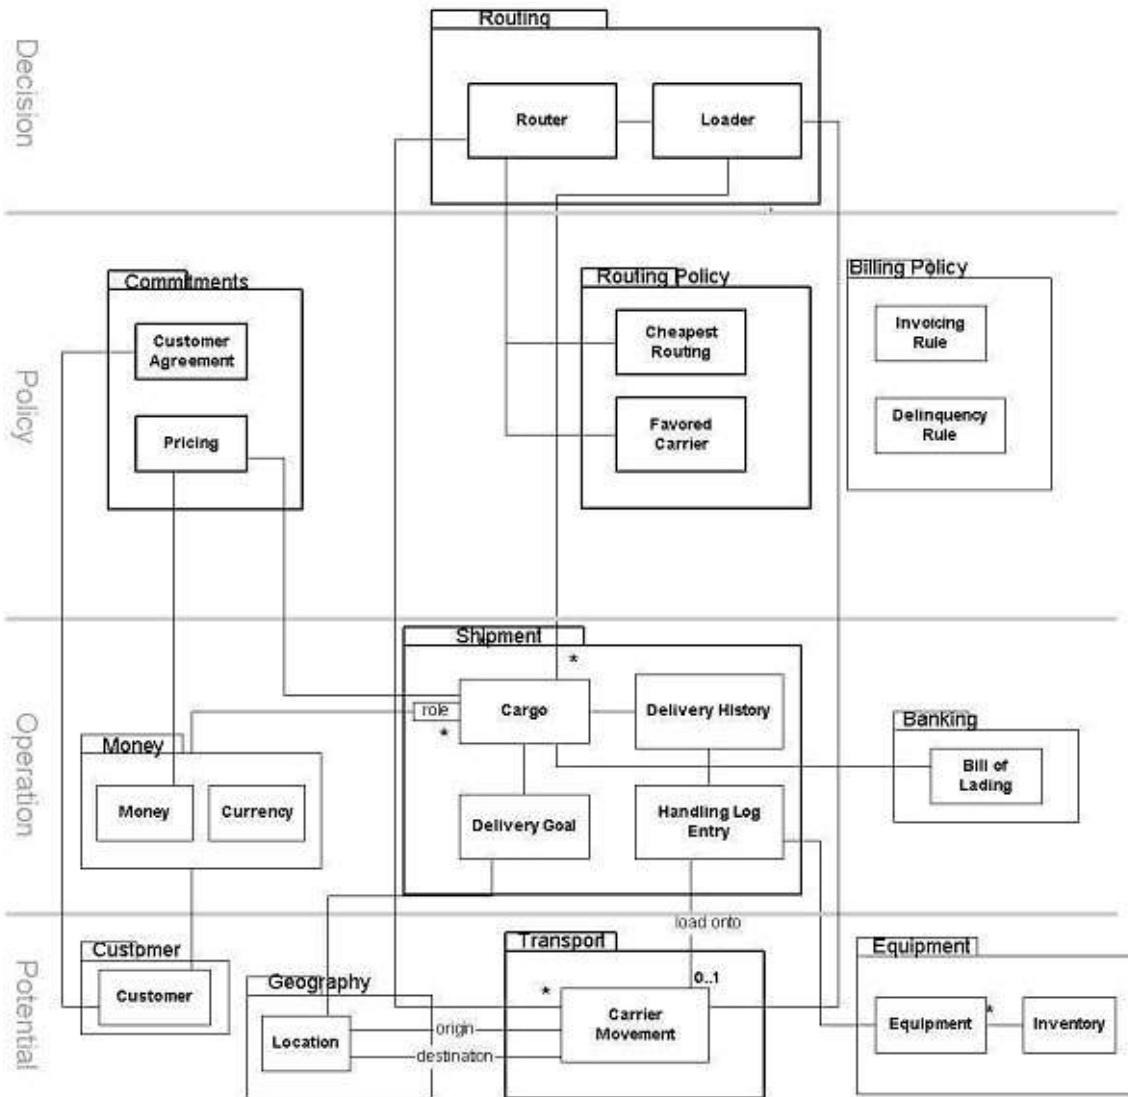 Routing
Decision
Router
Loader
Commitments
Routing Policy
Billing Policy
Policy
Customer
Agreement
Cheapest
Routing
Invoicing
Rule
Pricing
Favored
Carrier
Delinquency
Rule
Shipment
*
*
Operation
role
Cargo
*
Delivery History
Banking
Money
Bill of
Lading
Money
Currency
Delivery Goal
Handling Log
Entry
load onto
Potential
Customer
Transport
Equipment
Customer
Geography
*
0..1
Location
origin
destination
Carrier
Movement
Equipment
*
Inventory